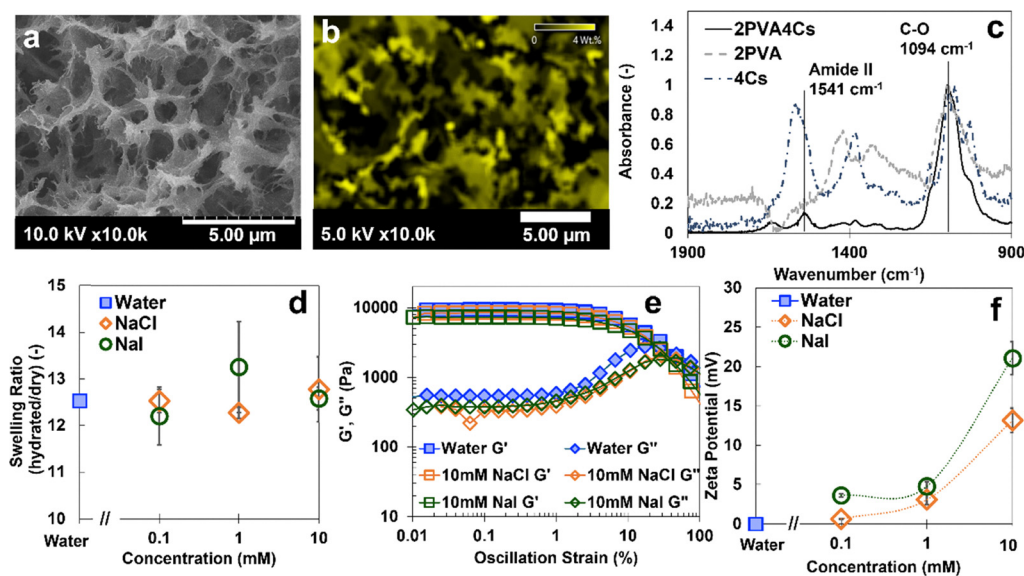 a
10.0 kV x10.0k 5.00 µm
b
0 4 Wt.%
5.0 kV x10.0k 5.00 µm
c
2PVA4Cs
2PVA
4Cs
C-O
1094 cm-1
Amide II
1541 cm-1
Absorbance (-)
1.4
1.2
1
0.8
0.6
0.4
0.2
0
1900 1400 900
Wavenumber (cm-1)
d
Water
NaCl
NaI
Swelling Ratio
(hydrated/dry) (-)
15
14
13
12
11
10
Water // 0.1 1 10
Concentration (mM)
e
G', G'' (Pa)
10000
1000
100
10
Water G' Water G''
10mM NaCl G' 10mM NaCl G''
10mM NaI G' 10mM NaI G''
0.01 0.1 1 10 100
Oscillation Strain (%)
f
Water
NaCl
NaI
Zeta Potential (mV)
30
25
20
15
10
5
0
Water // 0.1 1 10
Concentration (mM)